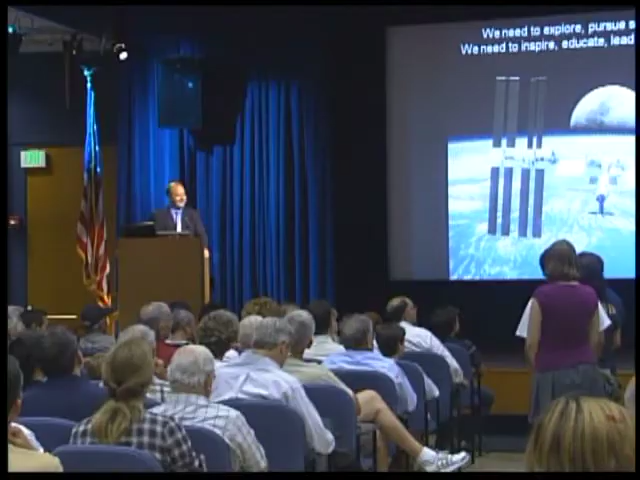 We need to explore, pursue s
We need to inspire, educate, lead
EXIT